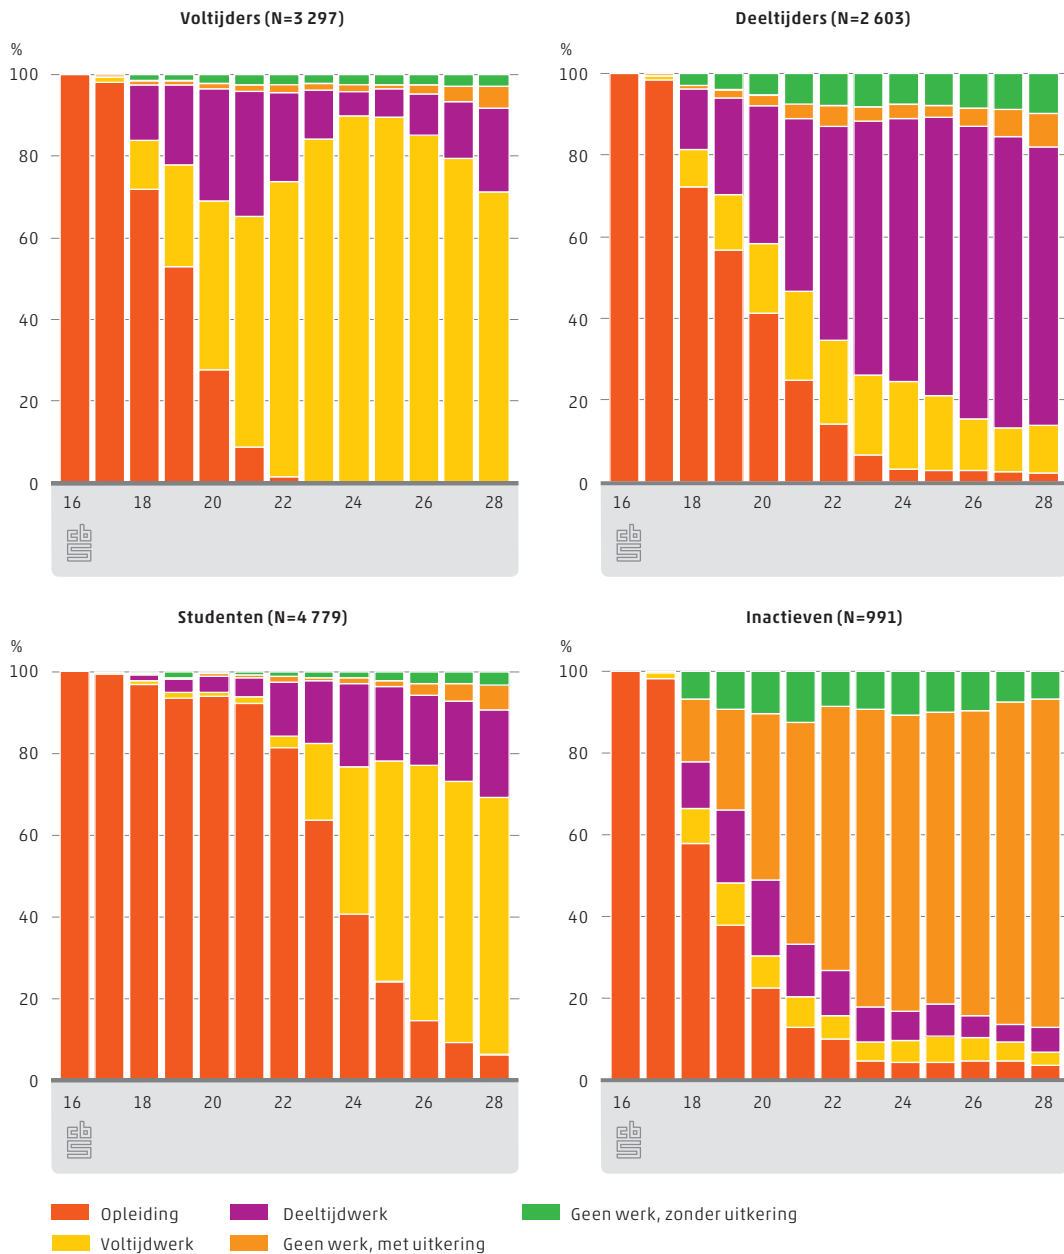 Voltijders (N=3 297)
%
100
80
60
40
20
0
16 18 20 22 24 26 28
Deeltijders (N=2 603)
%
100
80
60
40
20
0
16 18 20 22 24 26 28
Studenten (N=4 779)
%
100
80
60
40
20
0
16 18 20 22 24 26 28
Inactieven (N=991)
%
100
80
60
40
20
0
16 18 20 22 24 26 28
Opleiding
Deeltijdwerk
Geen werk, zonder uitkering
Voltijdwerk
Geen werk, met uitkering